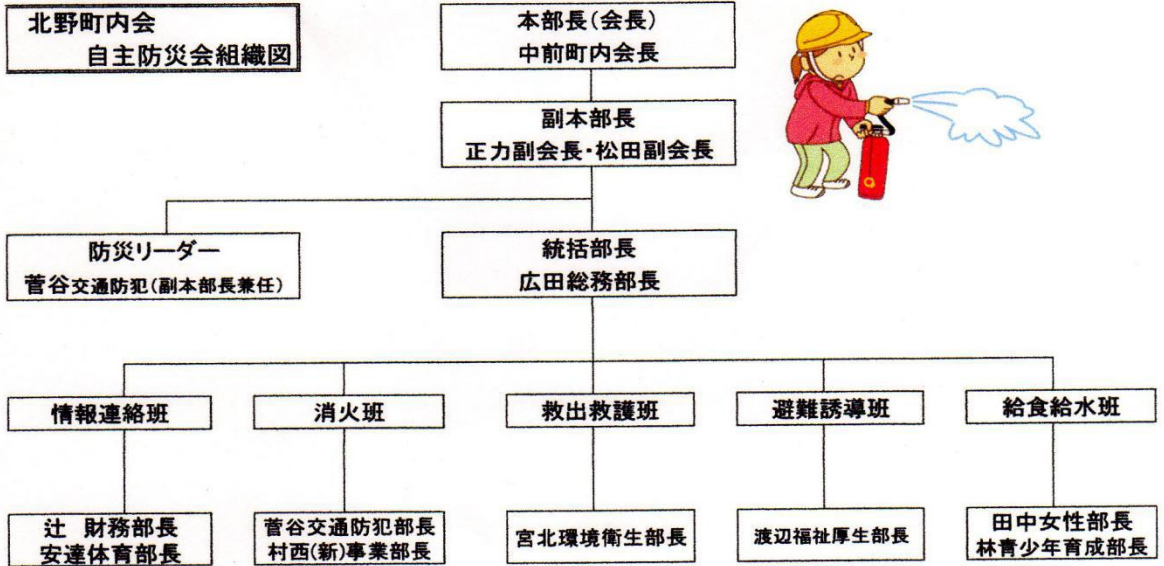 北野町内会
自主防災会組織図
本部長(会長)
中前町内会長
副本部長
正力副会長・松田副会長
防災リーダー
菅谷交通防犯(副本部長兼任)
統括部長
広田総務部長
情報連絡班
消火班
救出救護班
避難誘導班
給食給水班
辻 財務部長
安達体育部長
菅谷交通防犯部長
村西(新)事業部長
宮北環境衛生部長
渡辺福祉厚生部長
田中女性部長
林青少年育成部長